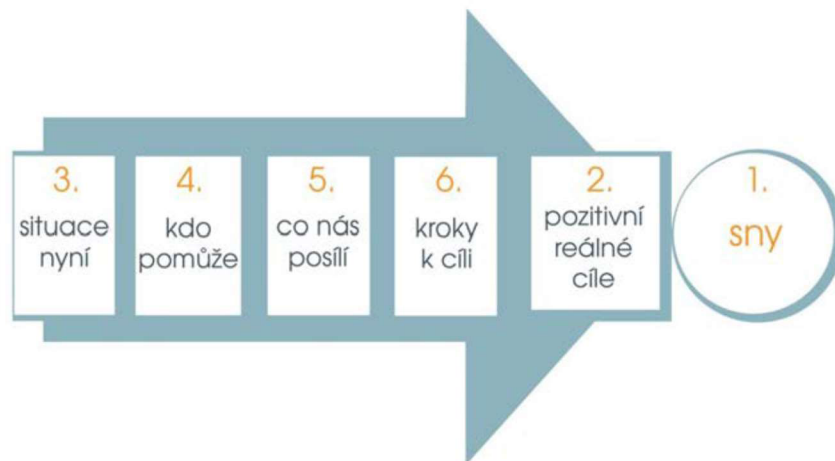 3.
situace
nyní
4.
kdo
pomůže
5.
co nás
posílí
6.
kroky
k cíli
2.
pozitivní
reálné
cíle
1.
sny